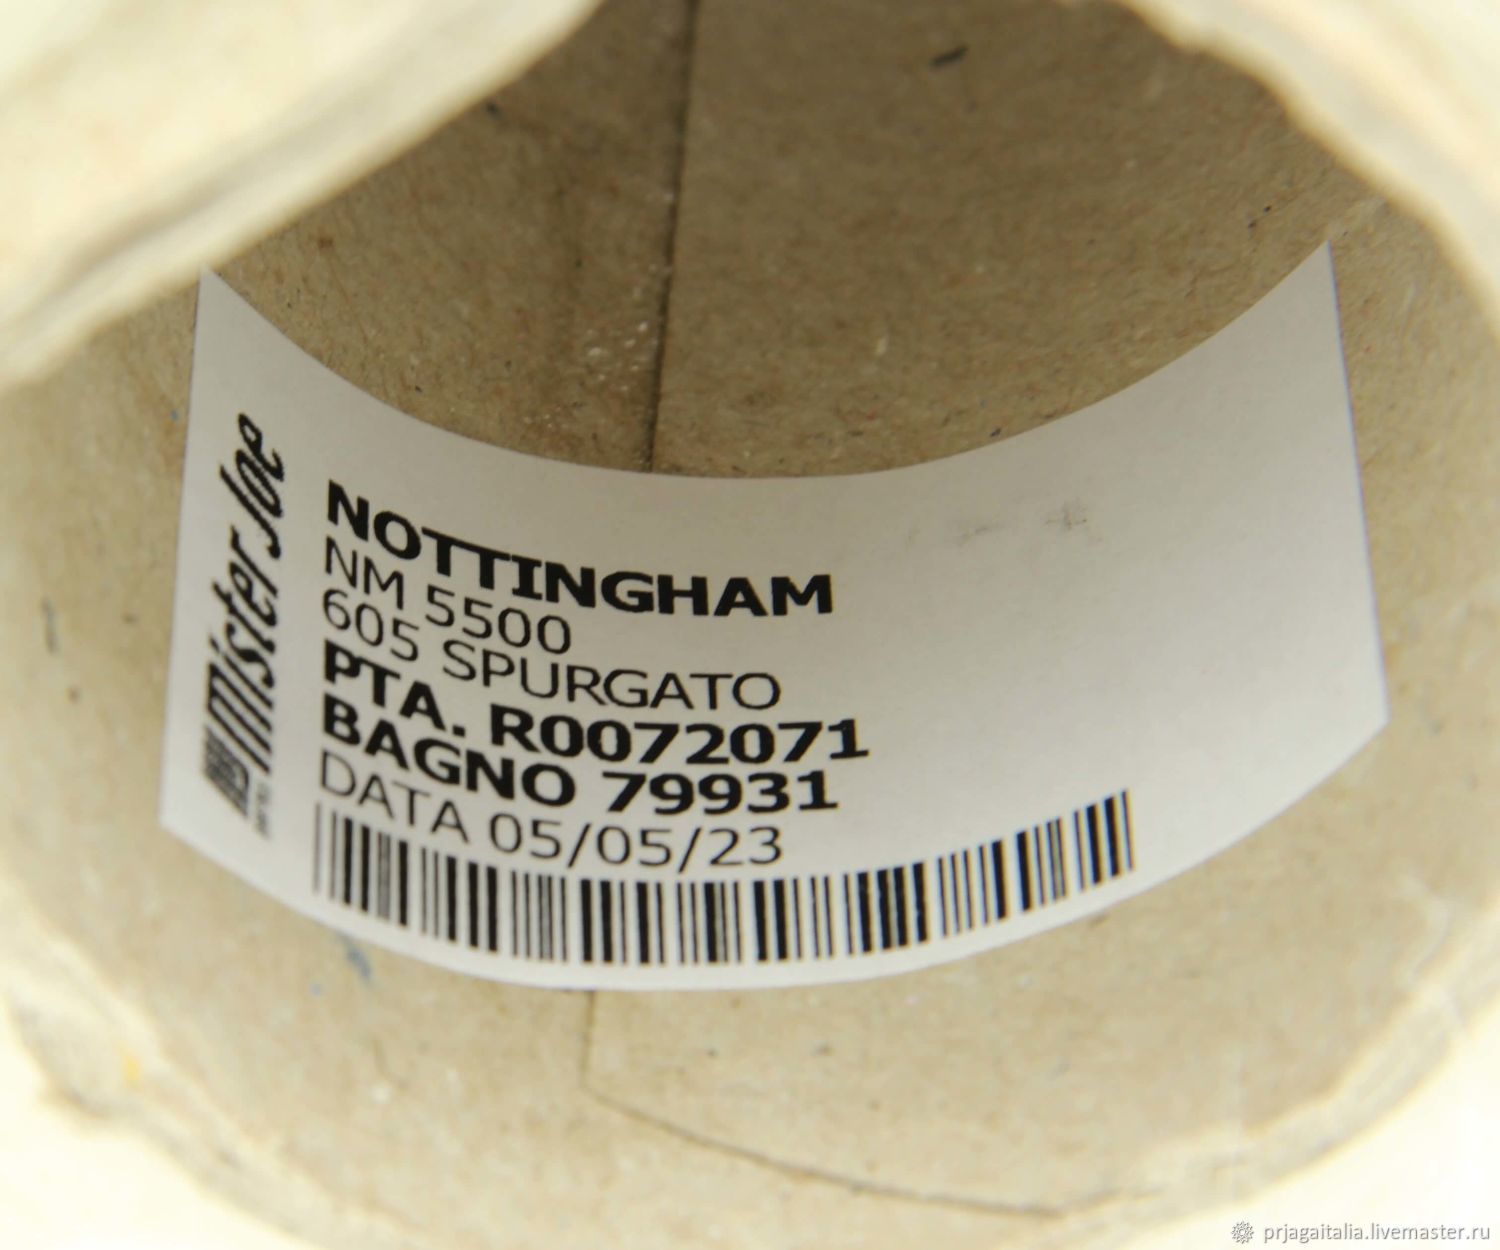 Mister Joe
NOTTINGHAM
NM 5500
605 SPURGATO
PTA. R0072071
BAGNO 79931
DATA 05/05/23
prjagaitalia.livemaster.ru